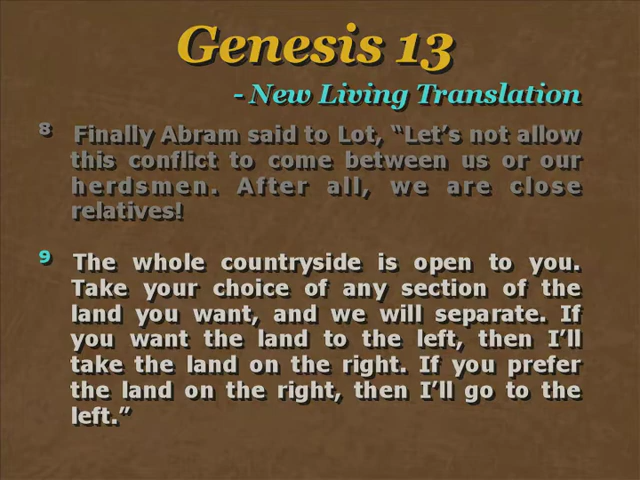 Genesis 13
- New Living Translation
8 Finally Abram said to Lot, “Let’s not allow
this conflict to come between us or our
herdsmen. After all, we are close
relatives!
9 The whole countryside is open to you.
Take your choice of any section of the
land you want, and we will separate. If
you want the land to the left, then I’ll
take the land on the right. If you prefer
the land on the right, then I’ll go to the
left.”